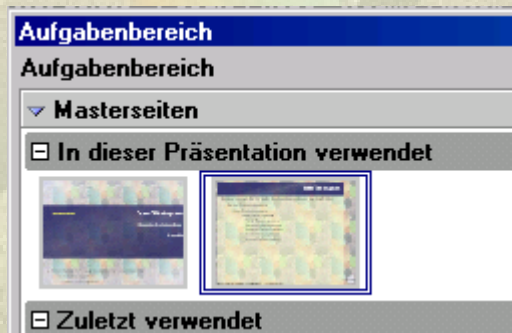 Aufgabenbereich
Aufgabenbereich
Masterseiten
In dieser Präsentation verwendet
Zuletzt verwendet